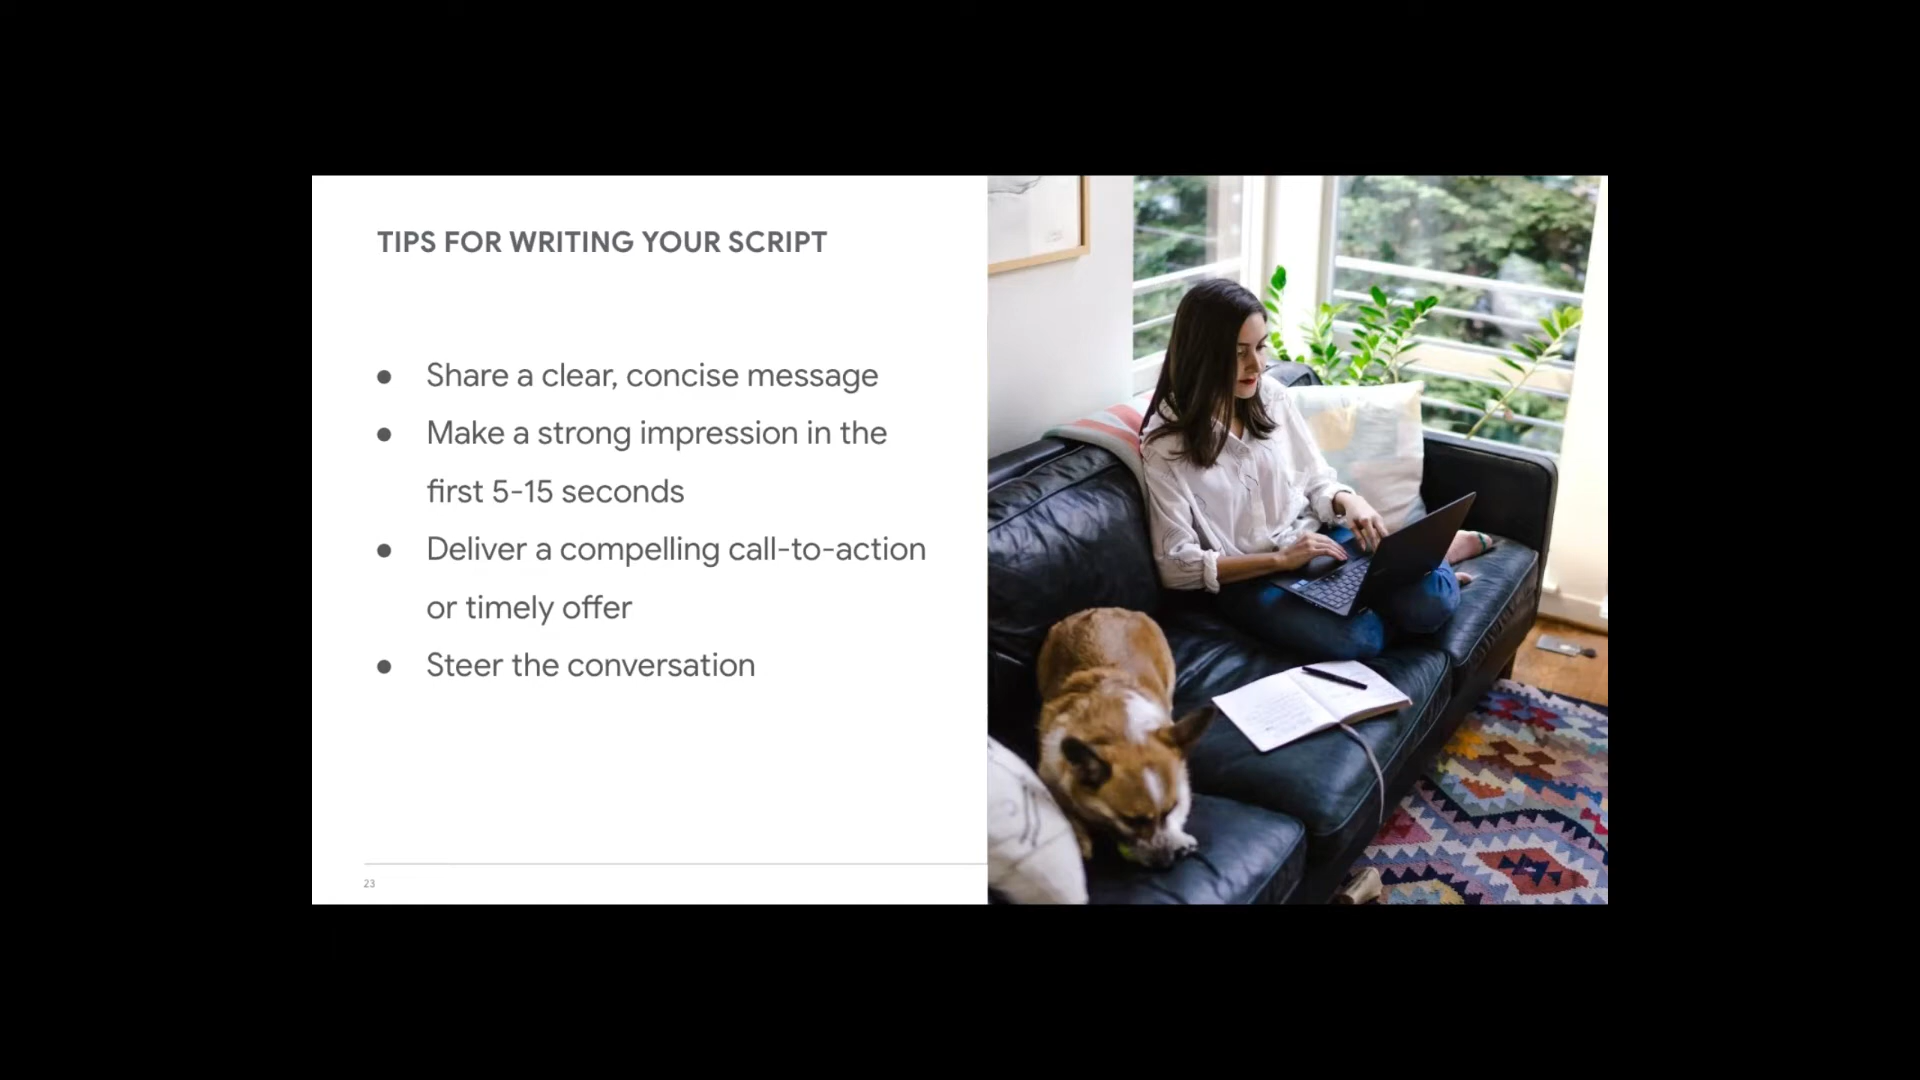 TIPS FOR WRITING YOUR SCRIPT
● Share a clear, concise message
● Make a strong impression in the
first 5-15 seconds
● Deliver a compelling call-to-action
or timely offer
● Steer the conversation
23